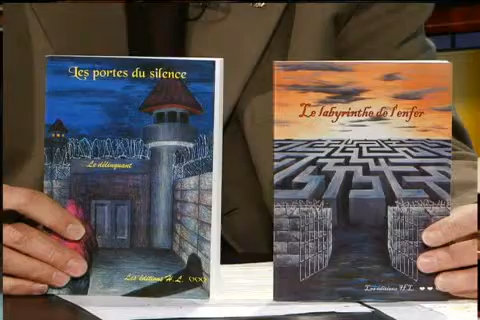 Les portes du silence
Le délinquant
Les éditions H.L.
Le labyrinthe de l'enfer
Les éditions H.L.